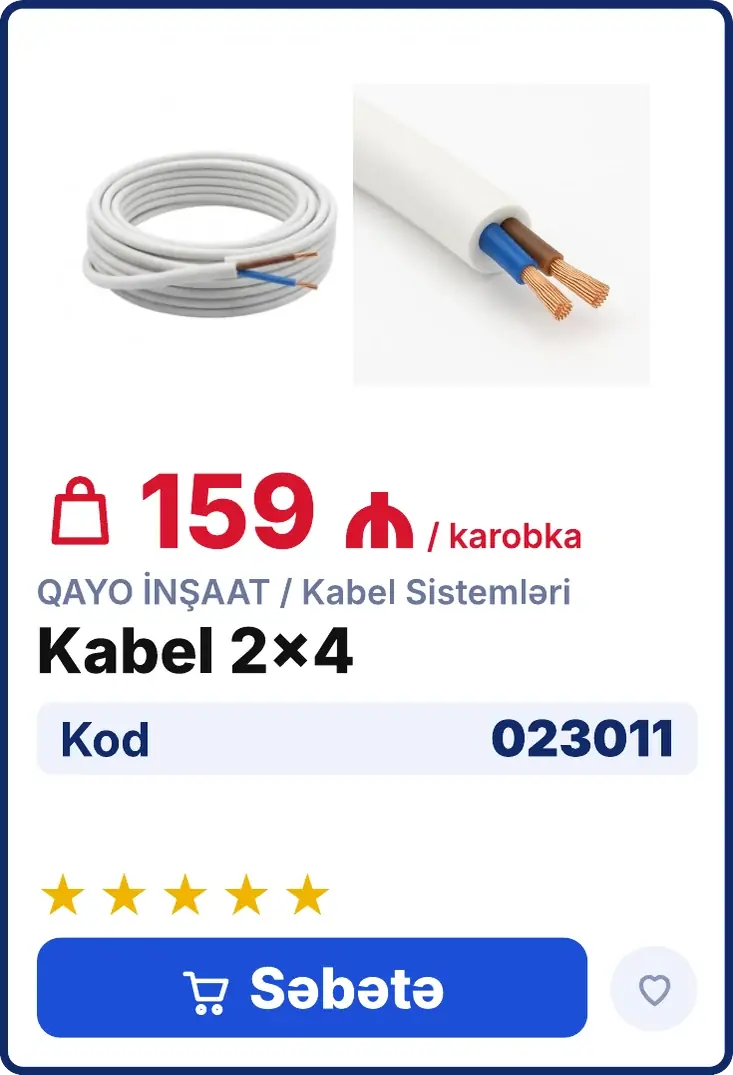 159 ₼ / karobka
QAYO İNŞAAT / Kabel Sistemləri
Kabel 2×4
Kod 023011
Səbətə